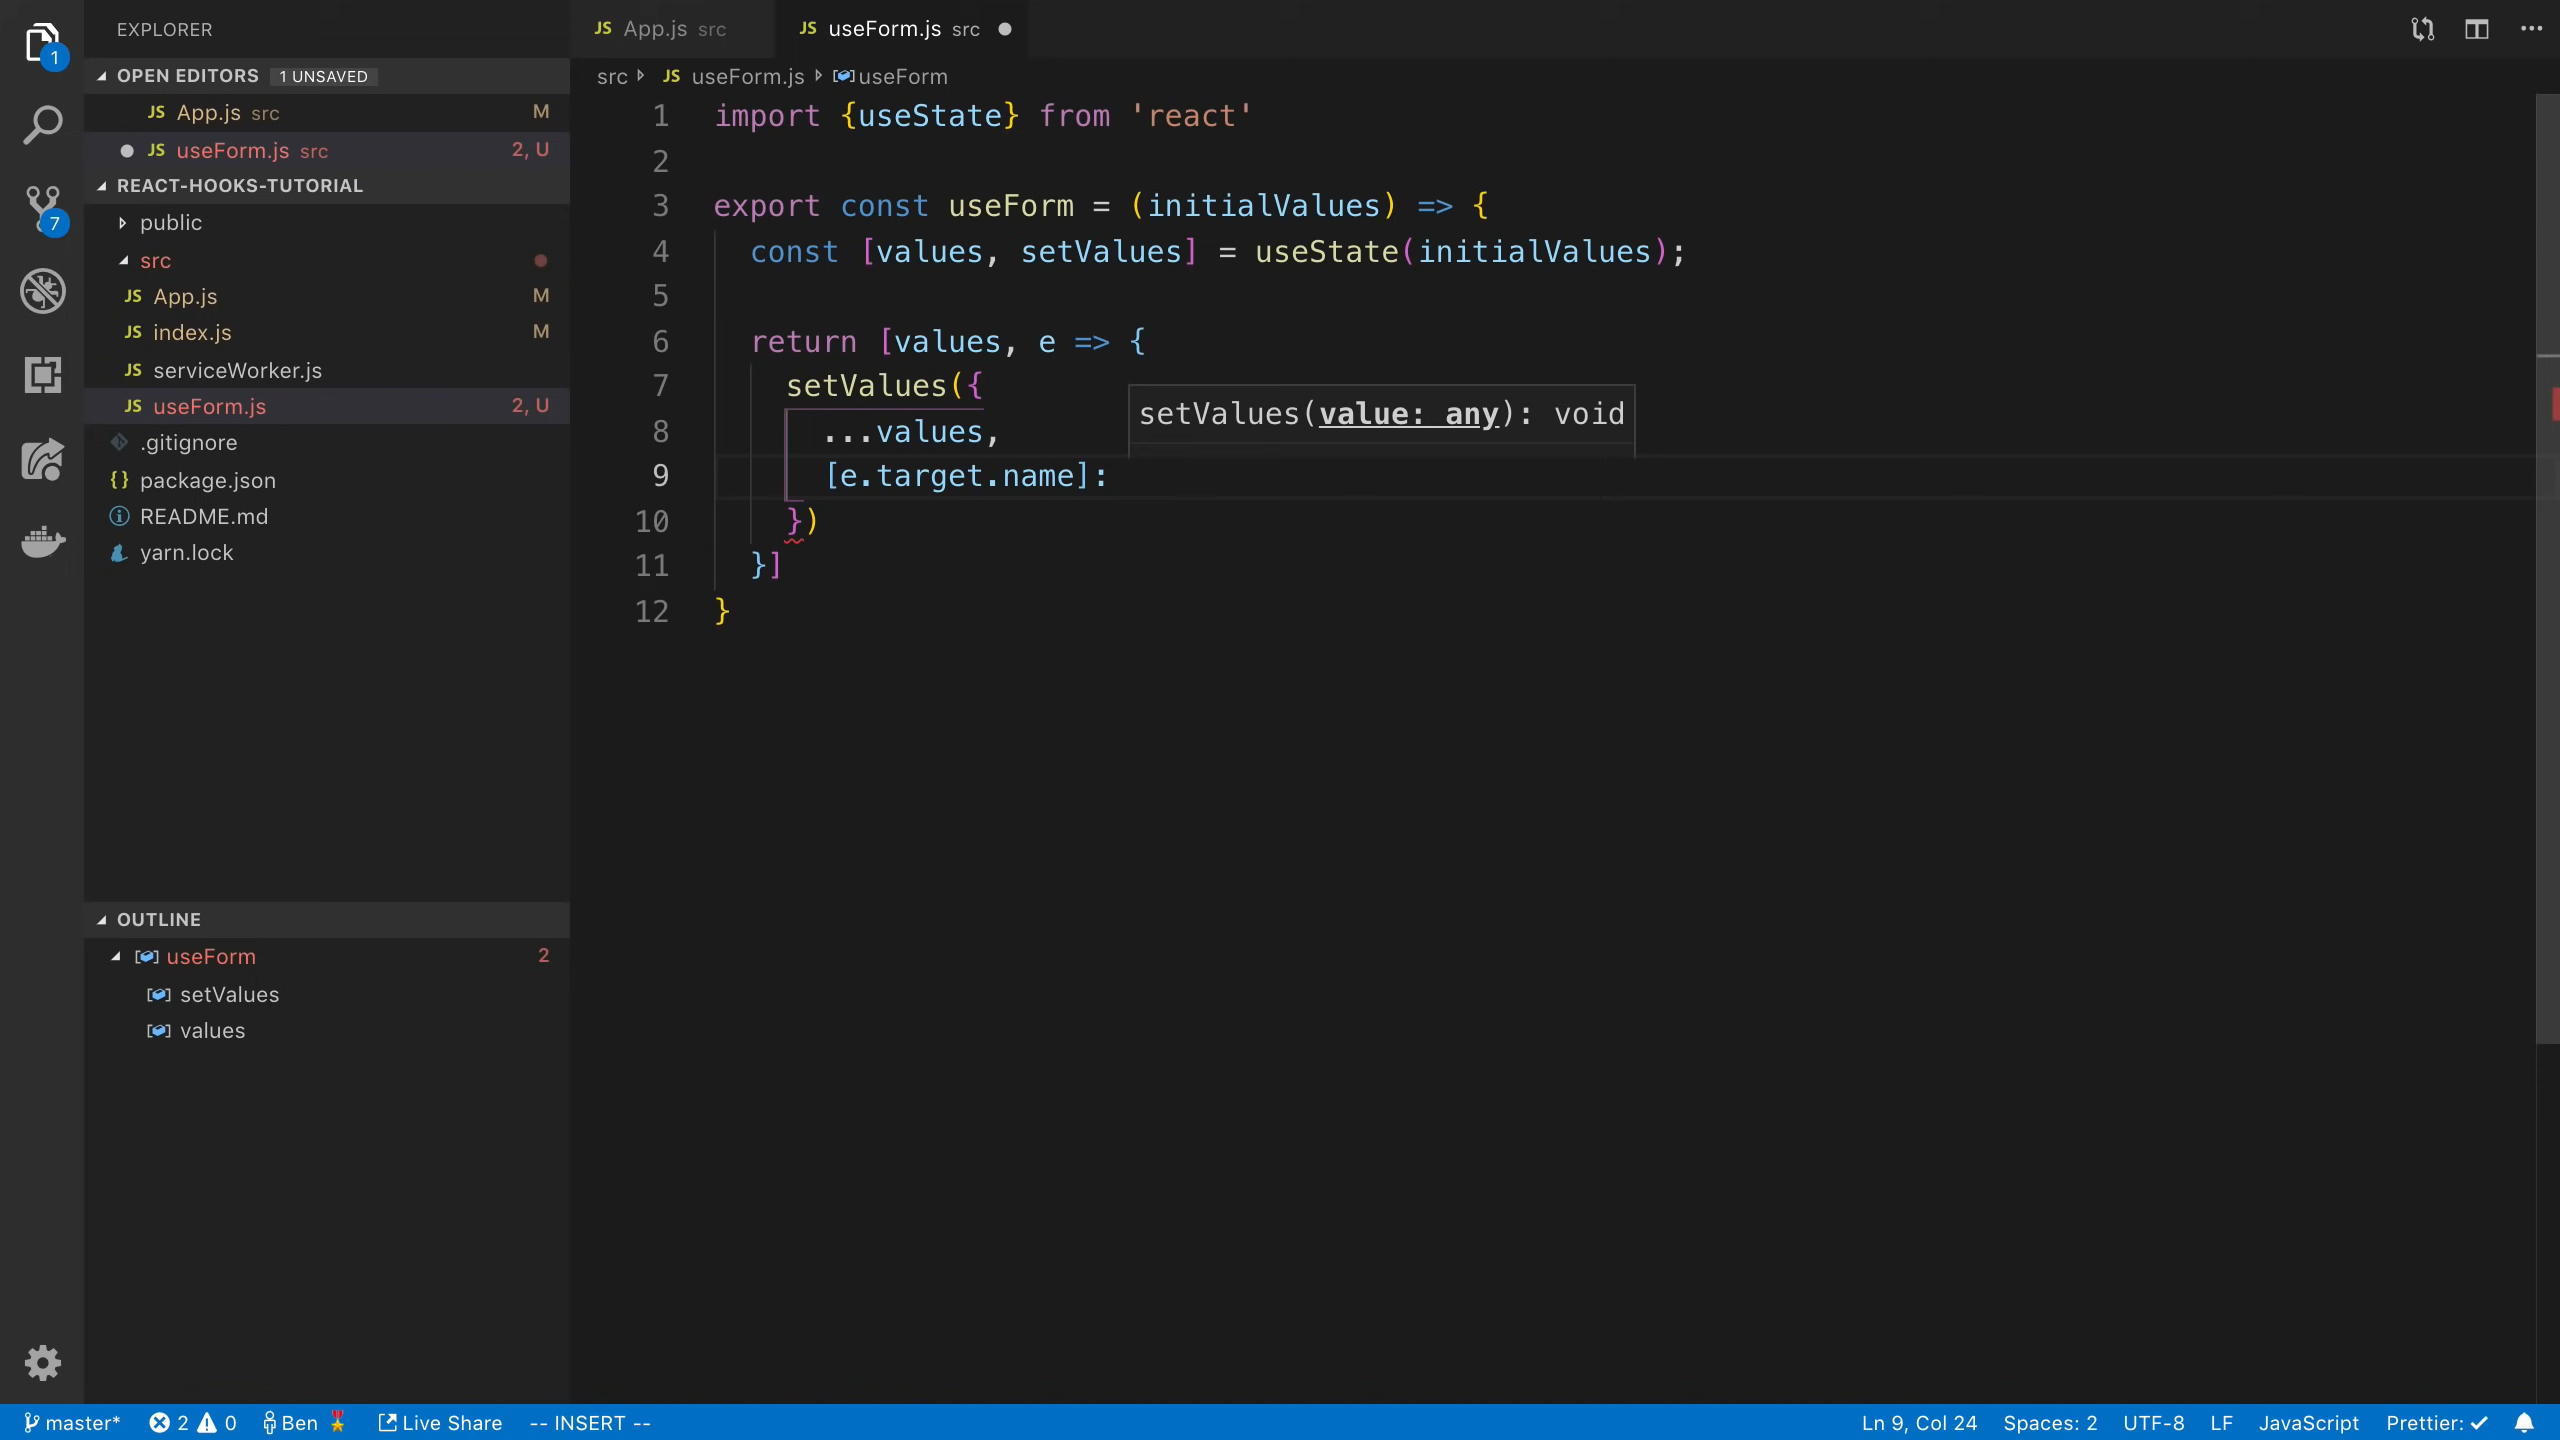 EXPLORER
OPEN EDITORS 1 UNSAVED
JS App.js src M
JS useForm.js src 2, U
REACT-HOOKS-TUTORIAL
public
src
JS App.js M
JS index.js M
JS serviceWorker.js
JS useForm.js 2, U
.gitignore
{} package.json
README.md
yarn.lock
OUTLINE
useForm 2
setValues
values
1
7
JS App.js src JS useForm.js src
src JS useForm.js useForm
1 import {useState} from 'react'
2
3 export const useForm = (initialValues) => {
4 const [values, setValues] = useState(initialValues);
5
6 return [values, e => {
7 setValues({
setValues(value: any): void
8 ...values,
9 [e.target.name]:
10 })
11 }]
12 }
master* 2 0 Ben Live Share -- INSERT -- Ln 9, Col 24 Spaces: 2 UTF-8 LF JavaScript Prettier: ✓